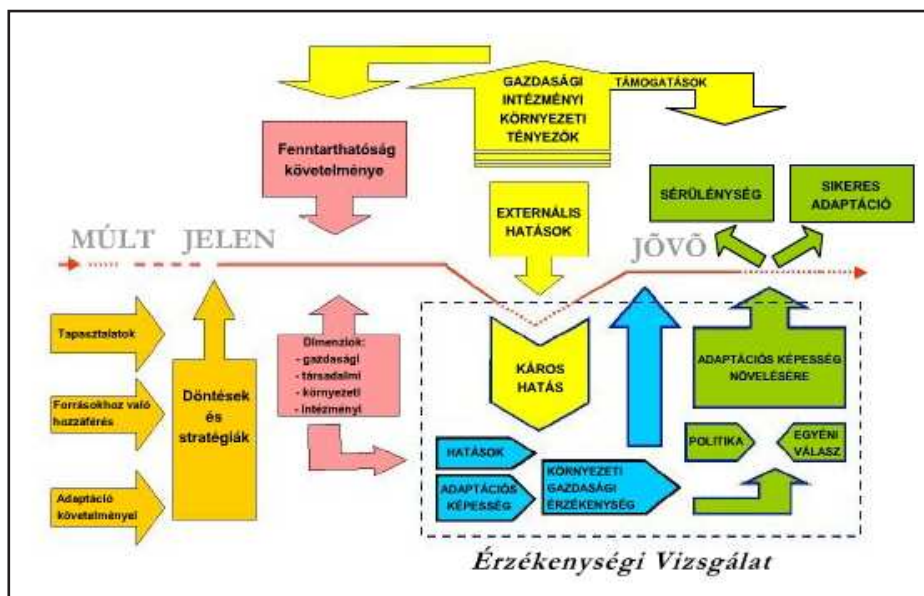 GAZDASÁGI
INTÉZMÉNYI
KÖRNYEZETI
TÉNYEZŐK
TÁMOGATÁSOK
Fenntarthatóság
követelménye
EXTERNÁLIS
HATÁSOK
SÉRÜLÉNYSÉG
SIKERES
ADAPTÁCIÓ
MÚLT
JELEN
JÖVŐ
Tapasztalatok
Forrásokhoz való
hozzáférés
Adaptáció
követelményei
Döntések
és
stratégiák
Dimenziók:
- gazdasági
- társadalmi
- környezeti
- intézményi
KÁROS
HATÁS
HATÁSOK
ADAPTÁCIÓS
KÉPESSÉG
KÖRNYEZETI
GAZDASÁGI
ÉRZÉKENYSÉG
ADAPTÁCIÓS KÉPESSÉG
NÖVELÉSÉRE
POLITIKA
EGYÉNI
VÁLASZ
Érzékenységi Vizsgálat